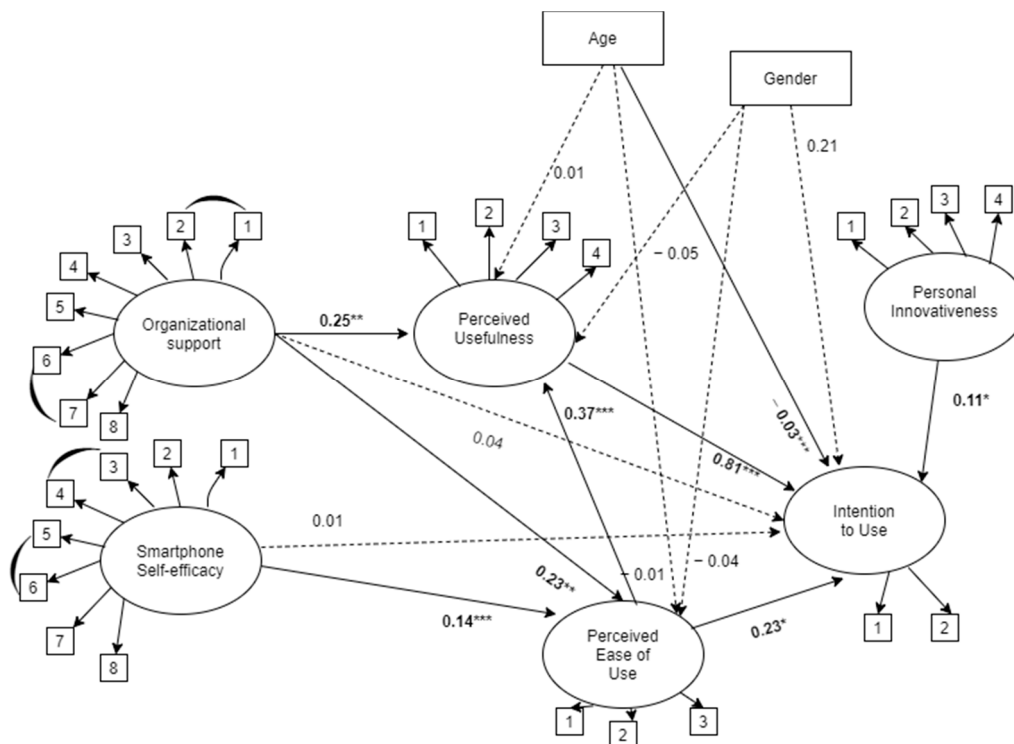 Age
Gender
0.21
0.01
− 0.05
1
2
3
4
5
6
7
8
Organizational
support
1
2
3
4
Perceived
Usefulness
1
2
3
4
Personal
Innovativeness
0.25**
0.37***
0.04
0.81***
− 0.03***
0.11*
1
2
3
4
5
6
7
8
Smartphone
Self-efficacy
0.01
0.14***
0.23**
− 0.01
− 0.04
0.23*
Intention
to Use
1
2
Perceived
Ease of
Use
1
2
3